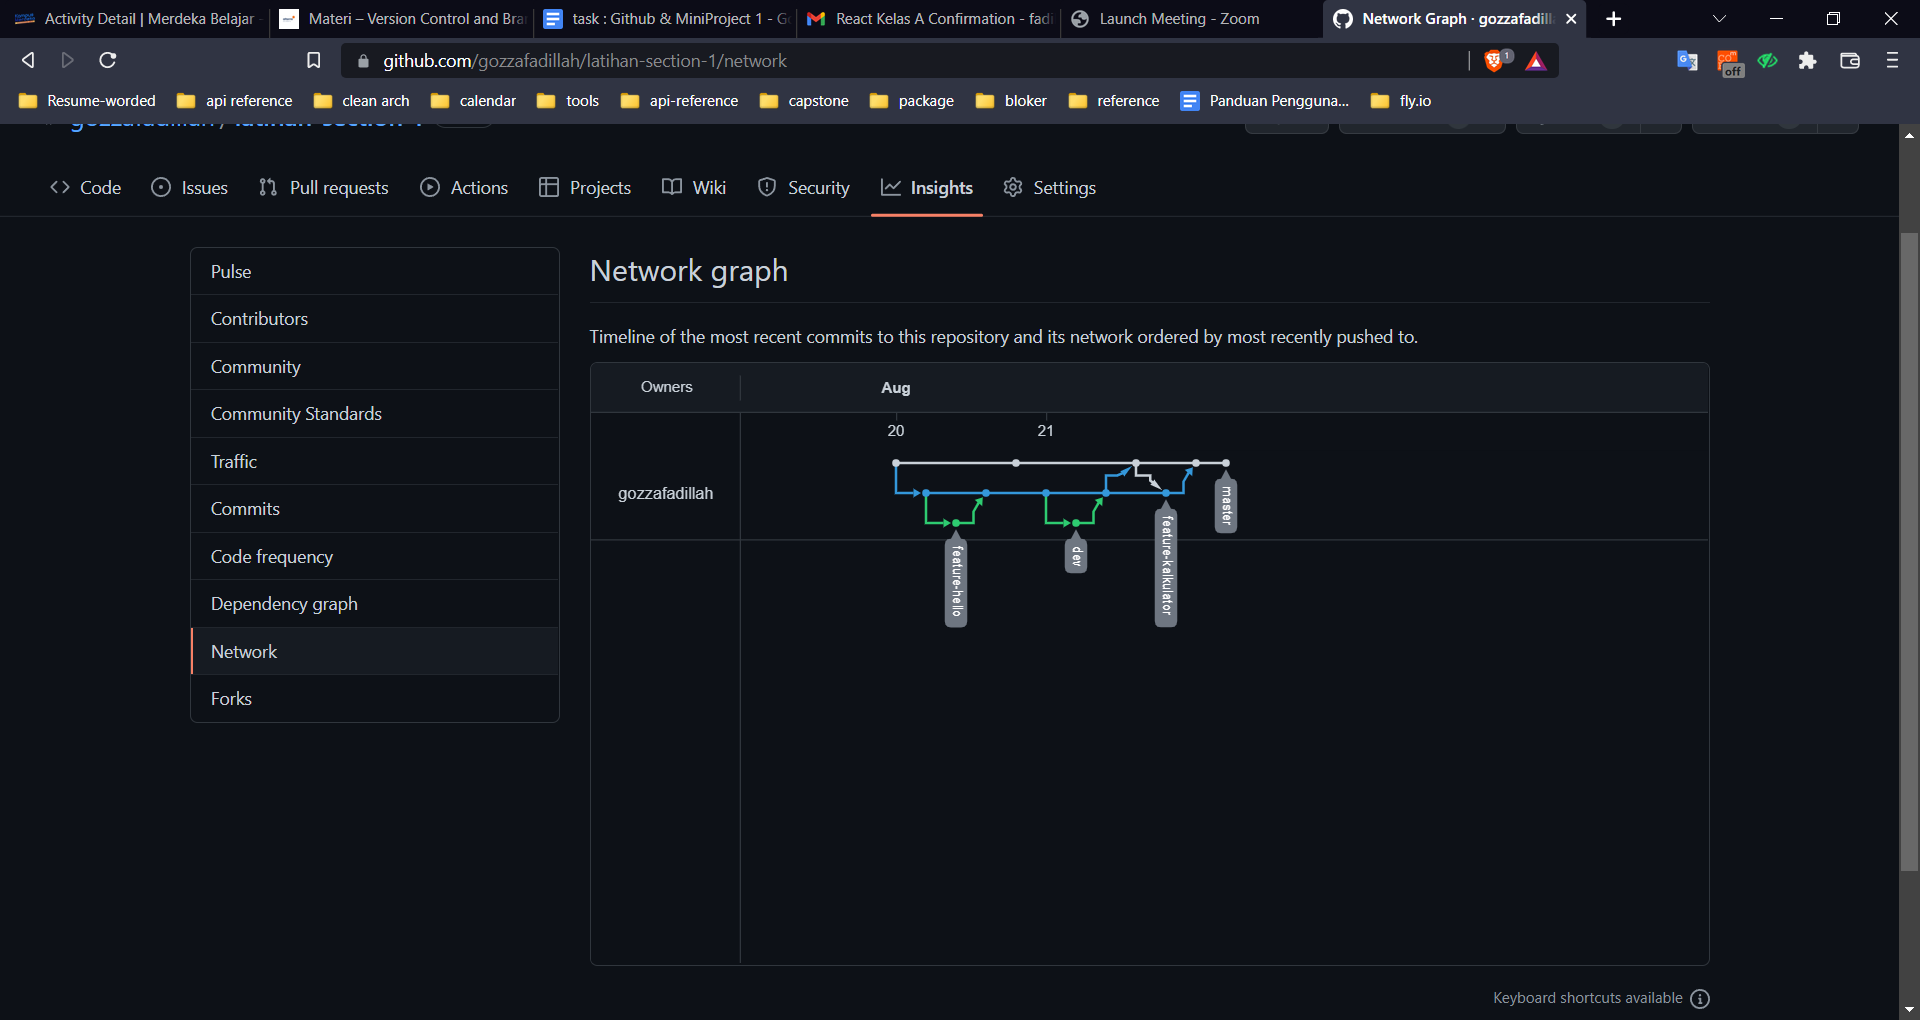 Activity Detail | Merdeka Belajar
Materi – Version Control and Bra
task : Github & MiniProject 1 - G
React Kelas A Confirmation - fadi
Launch Meeting - Zoom
Network Graph · gozzafadill
github.com/gozzafadillah/latihan-section-1/network
1
off
Resume-worded
api reference
clean arch
calendar
tools
api-reference
capstone
package
bloker
reference
Panduan Pengguna...
fly.io
Code
Issues
Pull requests
Actions
Projects
Wiki
Security
Insights
Settings
Pulse
Contributors
Community
Community Standards
Traffic
Commits
Code frequency
Dependency graph
Network
Forks
Network graph
Timeline of the most recent commits to this repository and its network ordered by most recently pushed to.
Owners
Aug
20
21
gozzafadillah
master
feature-hello
dev
feature-kalkulator
Keyboard shortcuts available